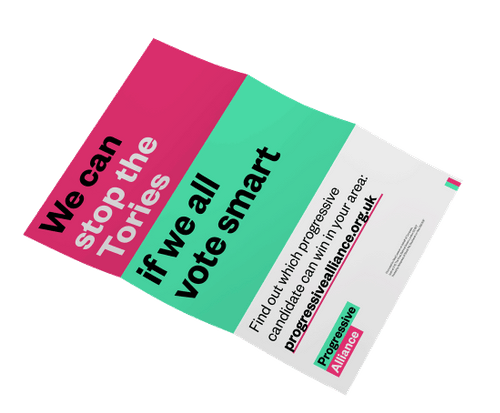 We can
stop the
Tories
if we all
vote smart
Find out which progressive
candidate can win in your area:
progressivealliance.org.uk
Progressive
Alliance